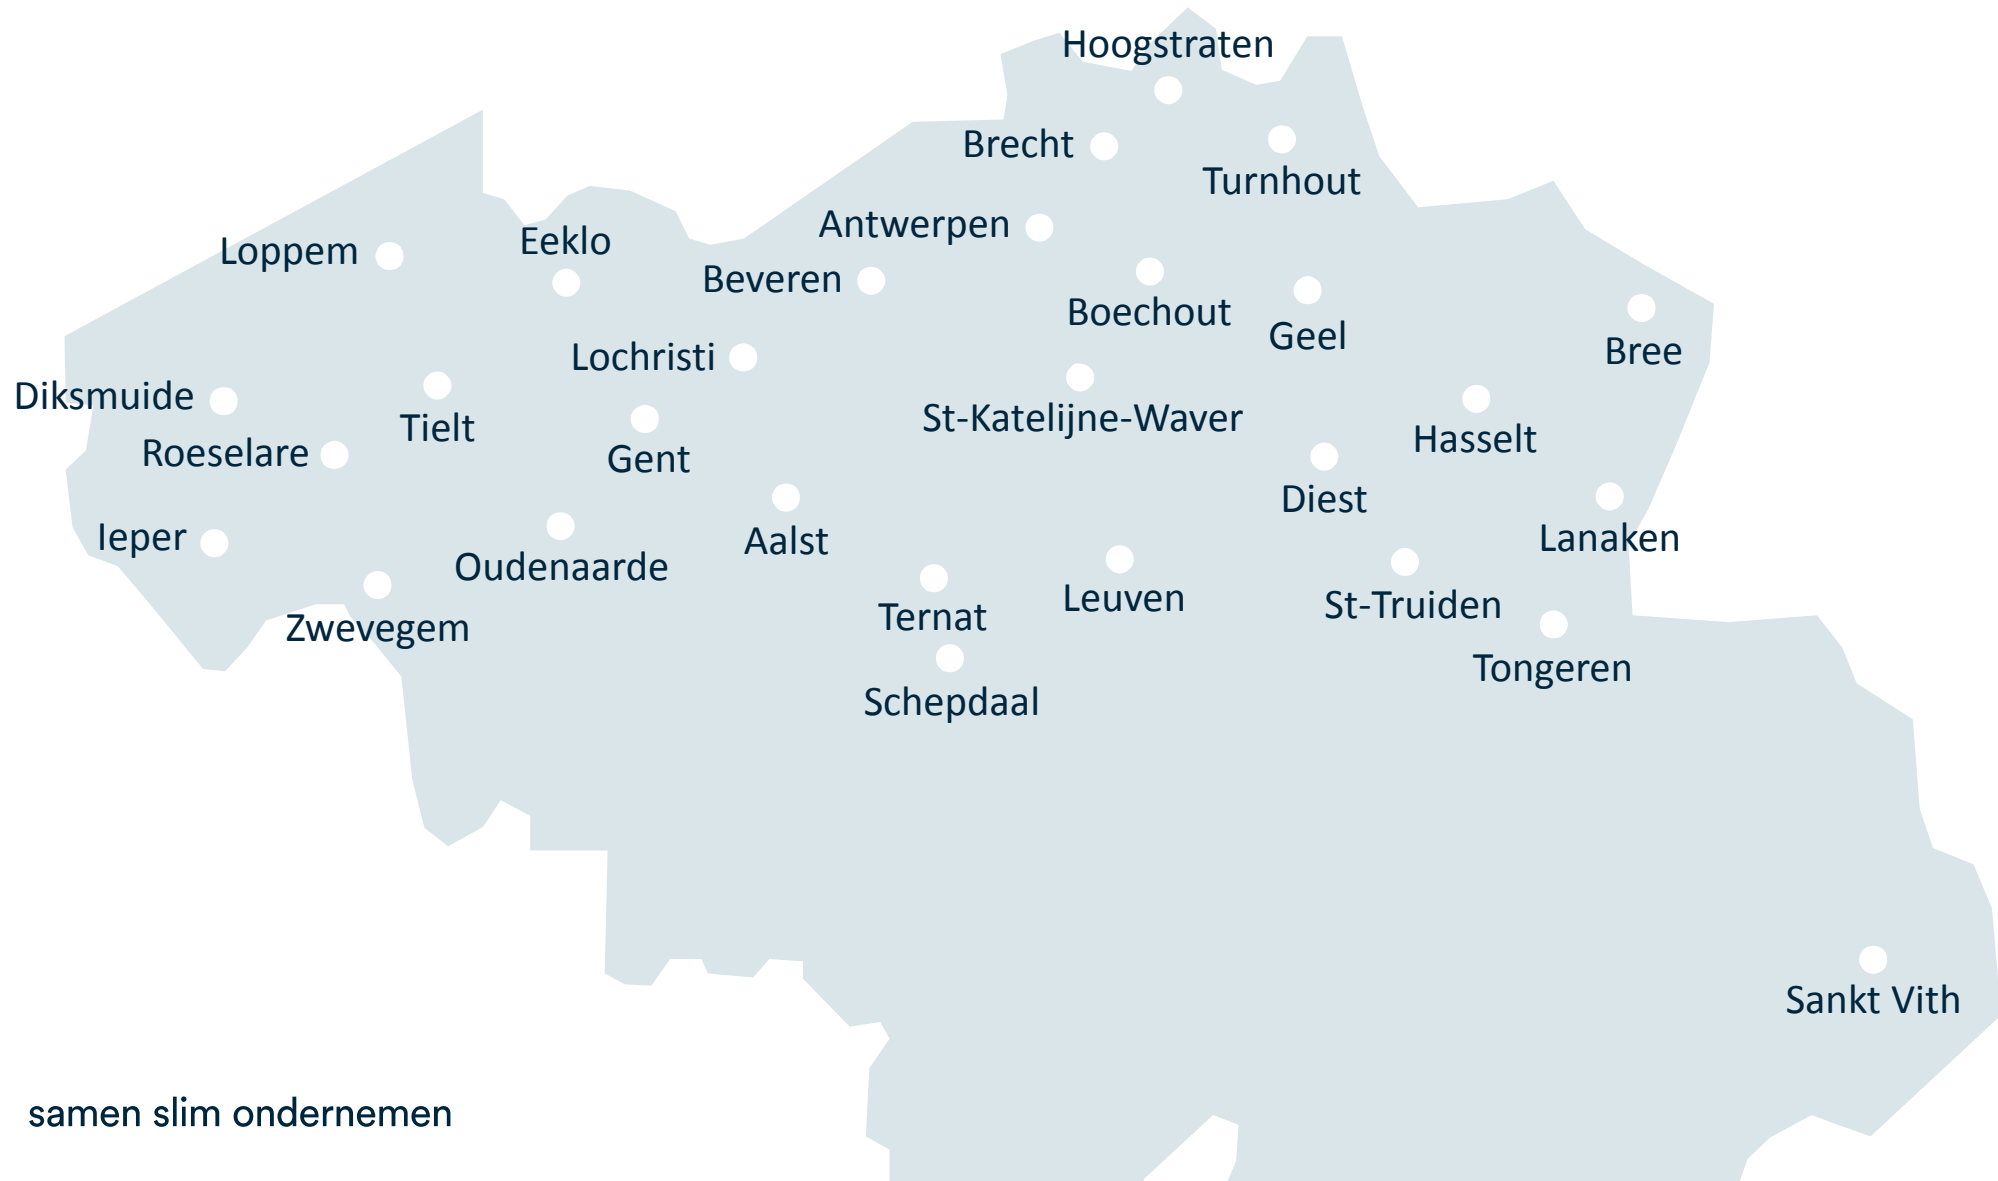 Hoogstraten
Brecht
Turnhout
Antwerpen
Loppem
Eeklo
Beveren
Boechout
Geel
Bree
Lochristi
Diksmuide
Tielt
St-Katelijne-Waver
Hasselt
Roeselare
Gent
Diest
Ieper
Oudenaarde
Aalst
Lanaken
Zwevegem
Ternat
Leuven
St-Truiden
Tongeren
Schepdaal
Sankt Vith
samen slim ondernemen